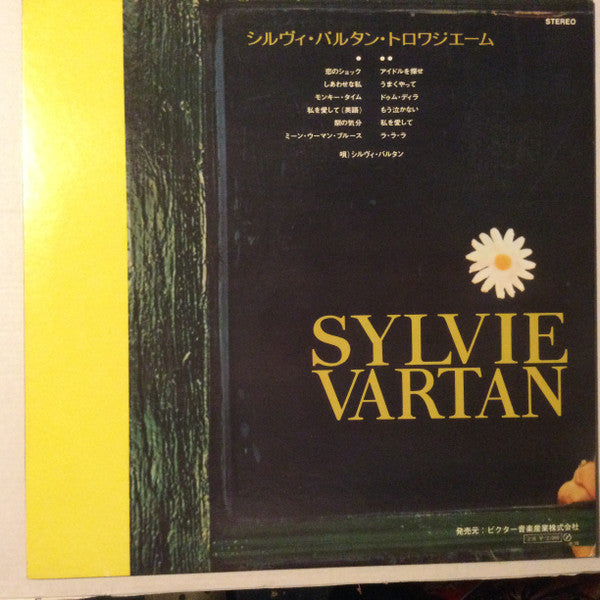 STEREO
シルヴィ・バルタン・トロワジエーム
● ●●
恋のショック アイドルを探せ
しあわせな私 うまくやって
モンキー・タイム ドゥム・ディラ
私を愛して(英語) もう泣かない
闇の気分 私を愛して
ミーン・ウーマン・ブルース ラ・ラ・ラ
唄)シルヴィ・バルタン
SYLVIE
VARTAN
発売元：ビクター音楽産業株式会社